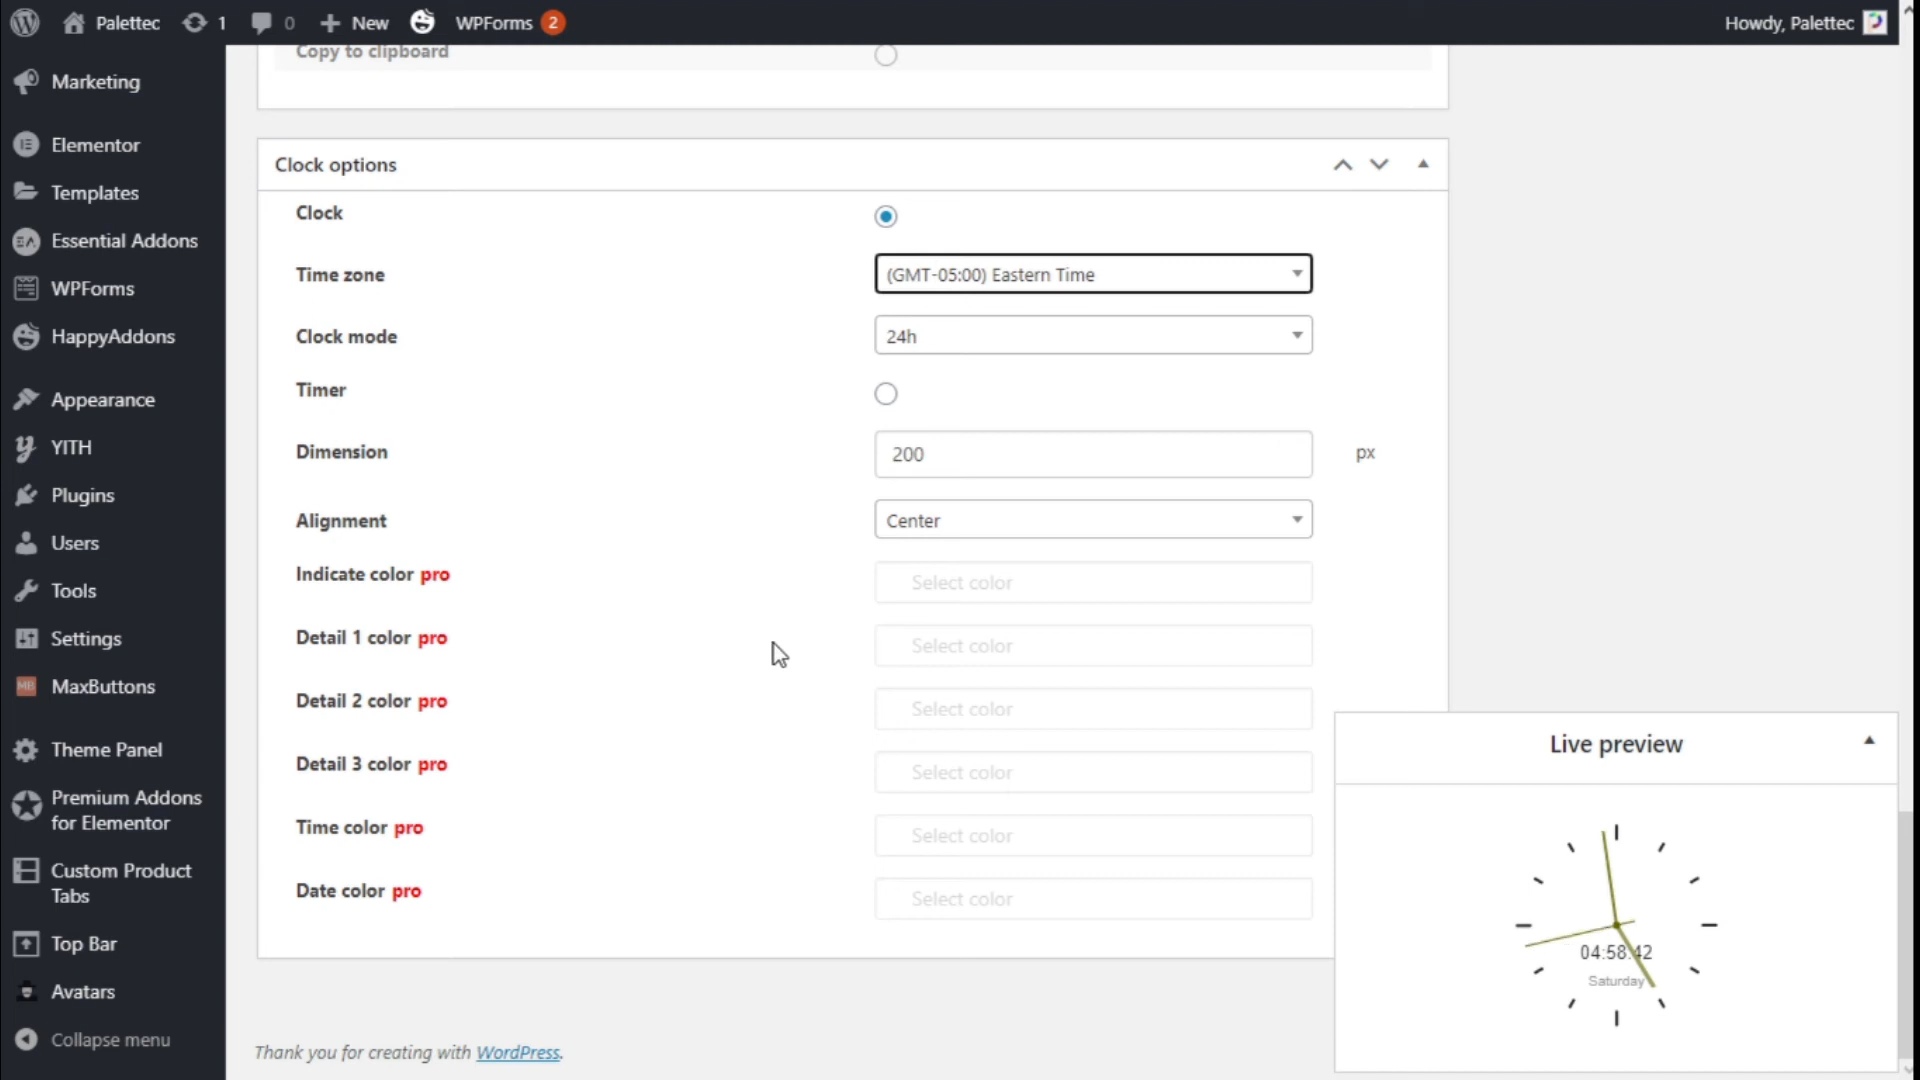 Palettec
1
0
New
WPForms 2
Howdy, Palettec
Marketing
Elementor
Templates
Essential Addons
WPForms
HappyAddons
Appearance
YITH
Plugins
Users
Tools
Settings
MB MaxButtons
Theme Panel
Premium Addons
for Elementor
Custom Product
Tabs
Top Bar
Avatars
Collapse menu
Copy to clipboard
Clock options
Clock
Time zone
(GMT-05:00) Eastern Time
Clock mode
24h
Timer
Dimension
200
px
Alignment
Center
Indicate color pro
Select color
Detail 1 color pro
Select color
Detail 2 color pro
Select color
Detail 3 color pro
Select color
Time color pro
Select color
Date color pro
Select color
Live preview
04:58:42
Saturday
Thank you for creating with WordPress.